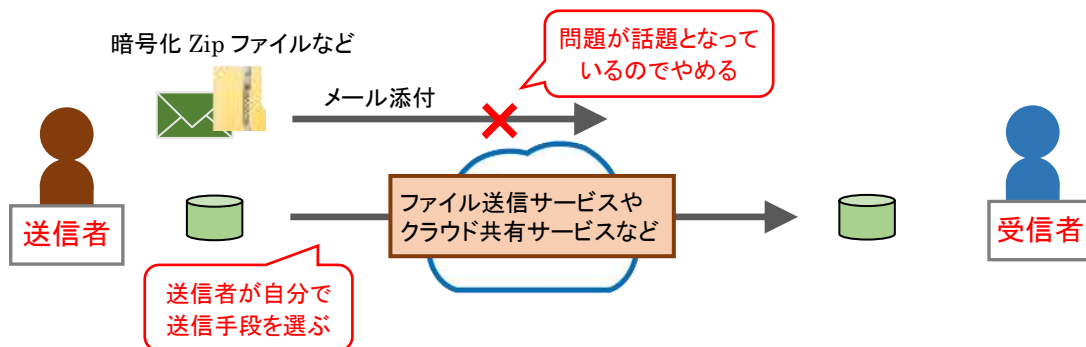 暗号化 Zip ファイルなど
問題が話題となって
いるのでやめる
メール添付
送信者
ファイル送信サービスや
クラウド共有サービスなど
受信者
送信者が自分で
送信手段を選ぶ